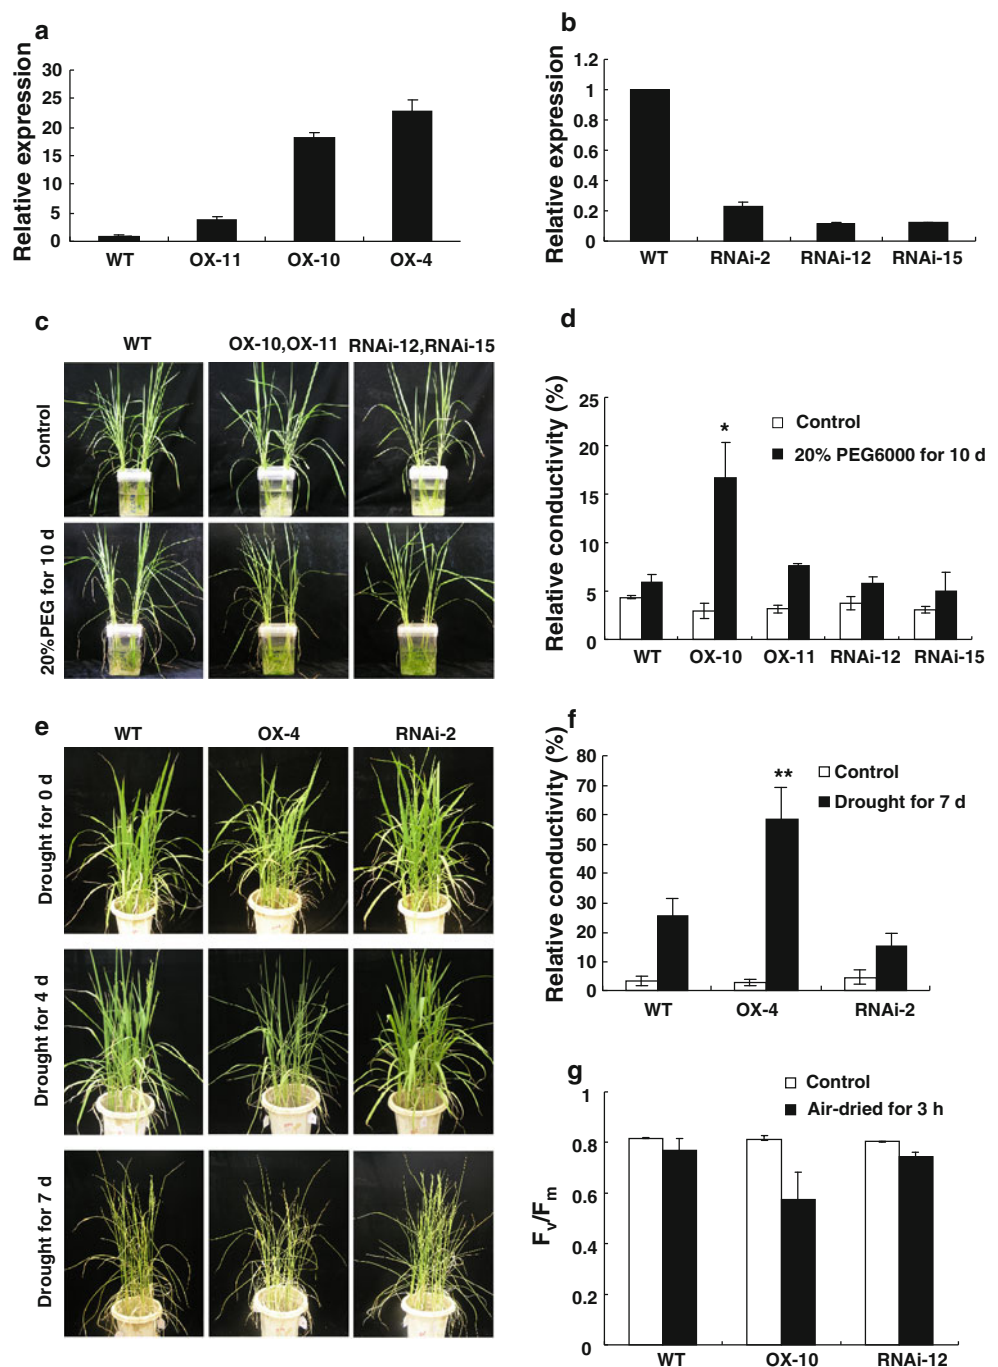 a
Relative expression
30
25
20
15
10
5
0
WT OX-11 OX-10 OX-4
b
Relative expression
1.2
1
0.8
0.6
0.4
0.2
0
WT RNAi-2 RNAi-12 RNAi-15
c
WT OX-10,OX-11 RNAi-12,RNAi-15
Control
20%PEG for 10 d
d
Relative conductivity (%)
25
20
15
10
5
0
Control
20% PEG6000 for 10 d
*
WT OX-10 OX-11 RNAi-12 RNAi-15
e
WT OX-4 RNAi-2
Drought for 0 d
Drought for 4 d
Drought for 7 d
f
Relative conductivity (%)
80
70
60
50
40
30
20
10
0
Control
Drought for 7 d
**
WT OX-4 RNAi-2
g
Fv/Fm
1
0.8
0.6
0.4
0.2
0
Control
Air-dried for 3 h
WT OX-10 RNAi-12